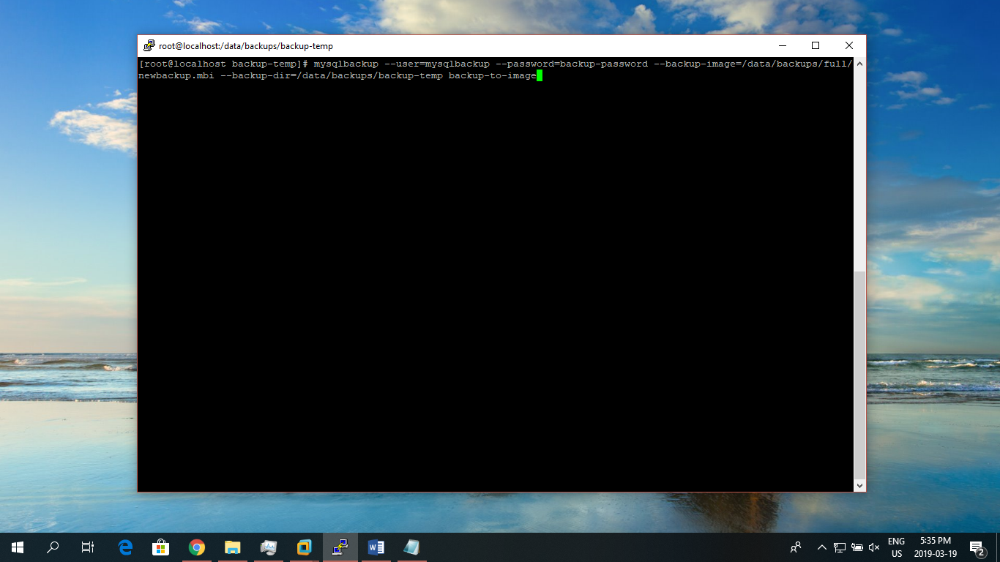 root@localhost:/data/backups/backup-temp
[root@localhost backup-temp]# mysqlbackup --user=mysqlbackup --password=backup-password --backup-image=/data/backups/full/
newbackup.mbi --backup-dir=/data/backups/backup-temp backup-to-image
ENG
US
5:35 PM
2019-03-19
2